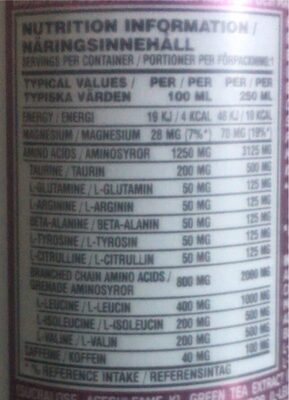 NUTRITION INFORMATION /
NÄRINGSINNEHÅLL
SERVINGS PER CONTAINER / PORTIONER PER FÖRPACKNING:1
TYPICAL VALUES / PER / PER PER / PER
TYPISKA VÄRDEN 100 ML 250 ML
ENERGY / ENERGI 19 KJ / 4 KCAL 48 KJ / 10 KCAL
MAGNESIUM / MAGNESIUM 28 MG (7%*) 70 MG (19%*)
AMINO ACIDS / AMINOSYROR 1250 MG 3125 MG
TAURINE / TAURIN 200 MG 500 MG
L-GLUTAMINE / L-GLUTAMIN 50 MG 125 MG
L-ARGININE / L-ARGININ 50 MG 125 MG
BETA-ALANINE / BETA-ALANIN 50 MG 125 MG
L-TYROSINE / L-TYROSIN 50 MG 125 MG
L-CITRULLINE / L-CITRULLIN 50 MG 125 MG
BRANCHED CHAIN AMINO ACIDS / 800 MG 2000 MG
GRENADE AMINOSYROR
L-LEUCINE / L-LEUCIN 400 MG 1000 MG
L-ISOLEUCINE / L-ISOLEUCIN 200 MG 500 MG
L-VALINE / L-VALIN 200 MG 500 MG
CAFFEINE / KOFFEIN 40 MG 100 MG
* % REFERENCE INTAKE / REFERENSINTAG
GREEN TEA EXTRACT